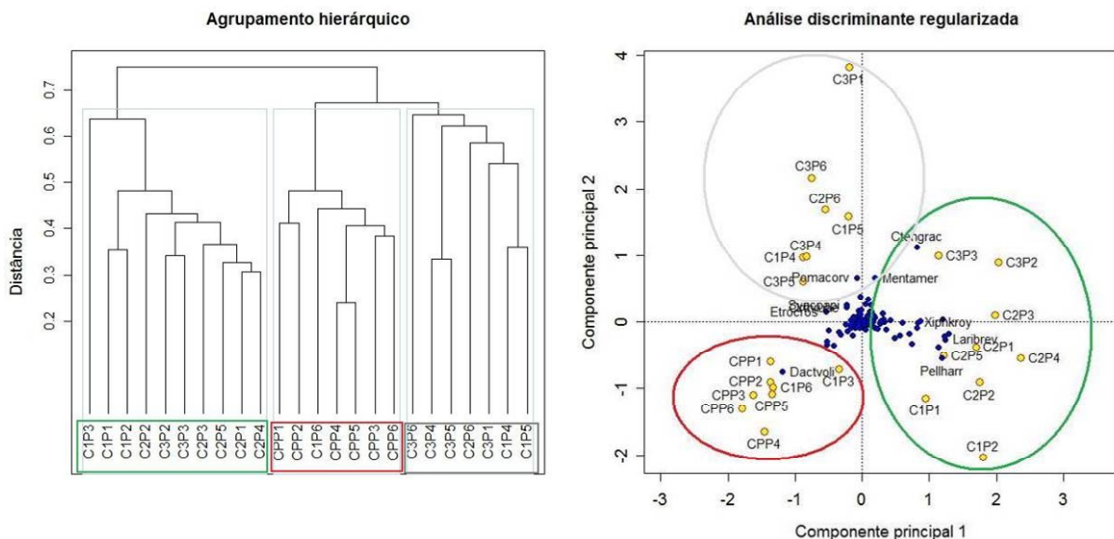 Agrupamento hierárquico
Distância
0.7
0.6
0.5
0.4
0.3
0.2
C1P3
C1P1
C1P2
C2P2
C3P2
C3P3
C2P3
C2P5
C2P1
C2P4
CPP1
CPP2
C1P6
CPP4
CPP5
CPP3
CPP6
C3P6
C3P4
C3P5
C2P6
C3P1
C1P4
C1P5
Análise discriminante regularizada
Componente principal 2
4
3
2
1
0
-1
-2
C3P1
C3P6
C2P6
C1P5
C3P4
C1P4
C3P5
Pomacorv
Mentamer
Ctengrac
C3P3
C3P2
C2P3
Etrocros
Xiphkroy
Laribrev
C2P1
C2P5
C2P4
Pellharr
C2P2
C1P1
C1P2
CPP1
Dactvoli
C1P3
CPP2
C1P6
CPP3
CPP5
CPP6
CPP4
-3
-2
-1
0
1
2
3
Componente principal 1